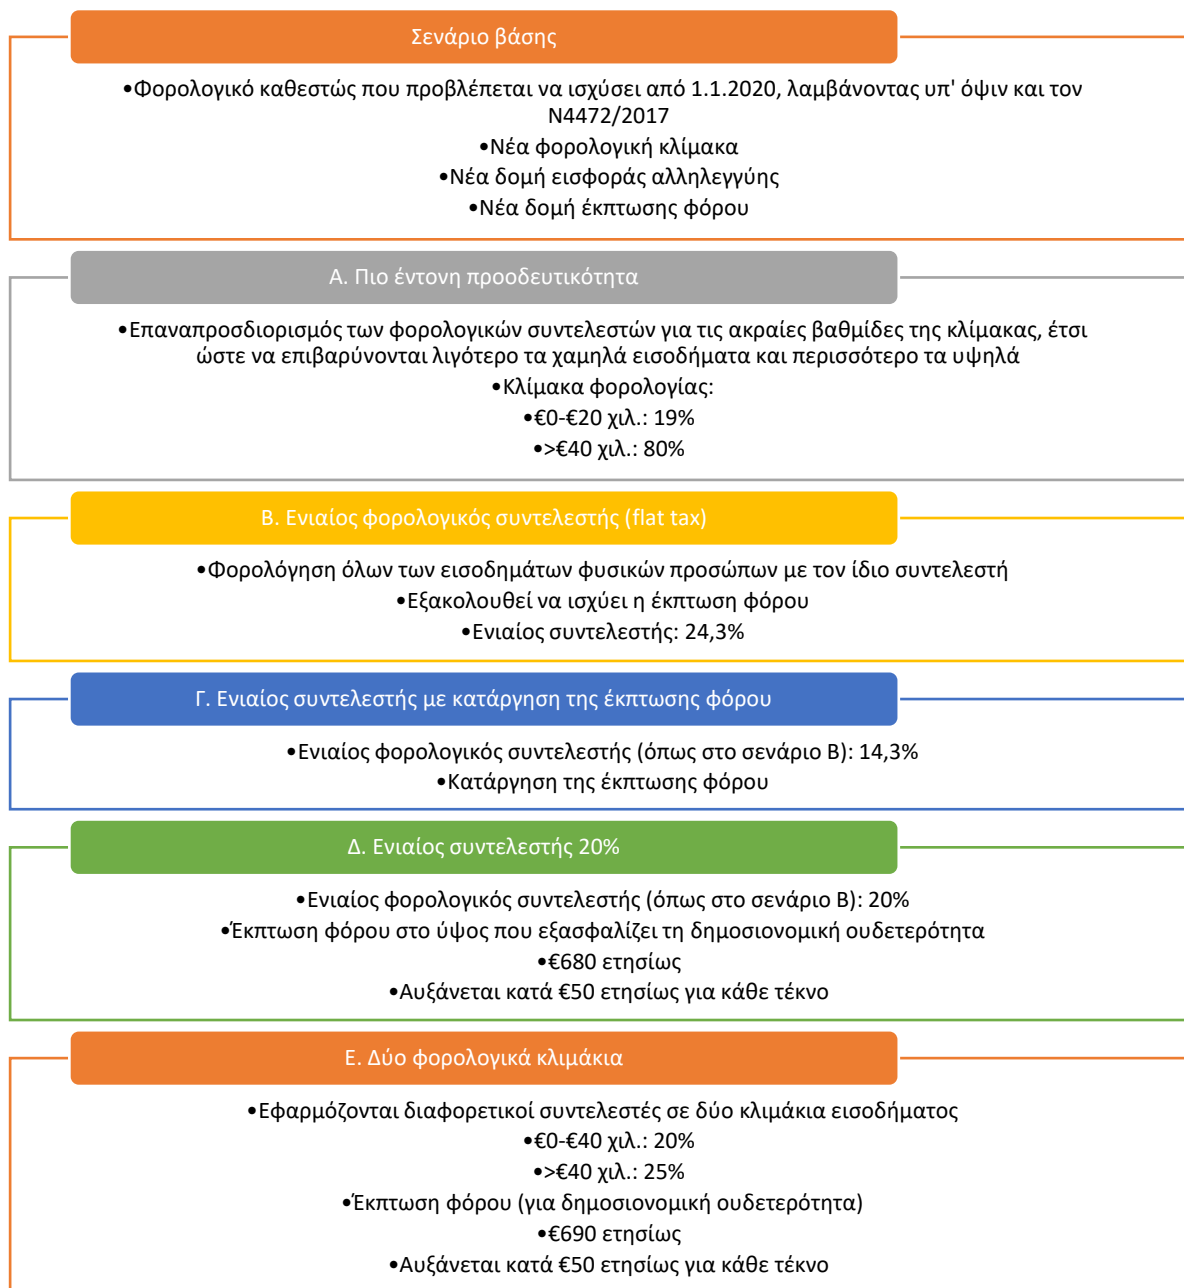 Σενάριο βάσης
•Φορολογικό καθεστώς που προβλέπεται να ισχύσει από 1.1.2020, λαμβάνοντας υπ' όψιν και τον
Ν4472/2017
•Νέα φορολογική κλίμακα
•Νέα δομή εισφοράς αλληλεγγύης
•Νέα δομή έκπτωσης φόρου
Α. Πιο έντονη προοδευτικότητα
•Επαναπροσδιορισμός των φορολογικών συντελεστών για τις ακραίες βαθμίδες της κλίμακας, έτσι
ώστε να επιβαρύνονται λιγότερο τα χαμηλά εισοδήματα και περισσότερο τα υψηλά
•Κλίμακα φορολογίας:
•€0-€20 χιλ.: 19%
•>€40 χιλ.: 80%
Β. Ενιαίος φορολογικός συντελεστής (flat tax)
•Φορολόγηση όλων των εισοδημάτων φυσικών προσώπων με τον ίδιο συντελεστή
•Εξακολουθεί να ισχύει η έκπτωση φόρου
•Ενιαίος συντελεστής: 24,3%
Γ. Ενιαίος συντελεστής με κατάργηση της έκπτωσης φόρου
•Ενιαίος φορολογικός συντελεστής (όπως στο σενάριο Β): 14,3%
•Κατάργηση της έκπτωσης φόρου
Δ. Ενιαίος συντελεστής 20%
•Ενιαίος φορολογικός συντελεστής (όπως στο σενάριο Β): 20%
•Έκπτωση φόρου στο ύψος που εξασφαλίζει τη δημοσιονομική ουδετερότητα
•€680 ετησίως
•Αυξάνεται κατά €50 ετησίως για κάθε τέκνο
Ε. Δύο φορολογικά κλιμάκια
•Εφαρμόζονται διαφορετικοί συντελεστές σε δύο κλιμάκια εισοδήματος
•€0-€40 χιλ.: 20%
•>€40 χιλ.: 25%
•Έκπτωση φόρου (για δημοσιονομική ουδετερότητα)
•€690 ετησίως
•Αυξάνεται κατά €50 ετησίως για κάθε τέκνο